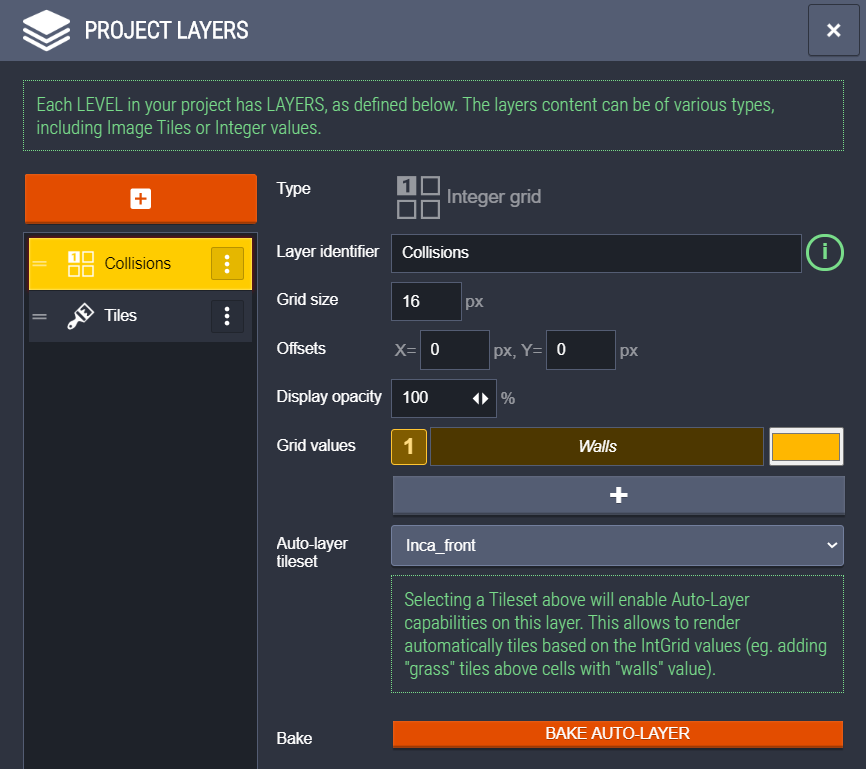 PROJECT LAYERS
Each LEVEL in your project has LAYERS, as defined below. The layers content can be of various types,
including Image Tiles or Integer values.
Type
1
Integer grid
1
Collisions
Layer identifier
Collisions
i
Grid size
16
px
Tiles
Offsets
X=
0
px, Y=
0
px
Display opacity
100
%
Grid values
1
Walls
Auto-layer
tileset
Inca_front
Selecting a Tileset above will enable Auto-Layer
capabilities on this layer. This allows to render
automatically tiles based on the IntGrid values (eg. adding
"grass" tiles above cells with "walls" value).
Bake
BAKE AUTO-LAYER